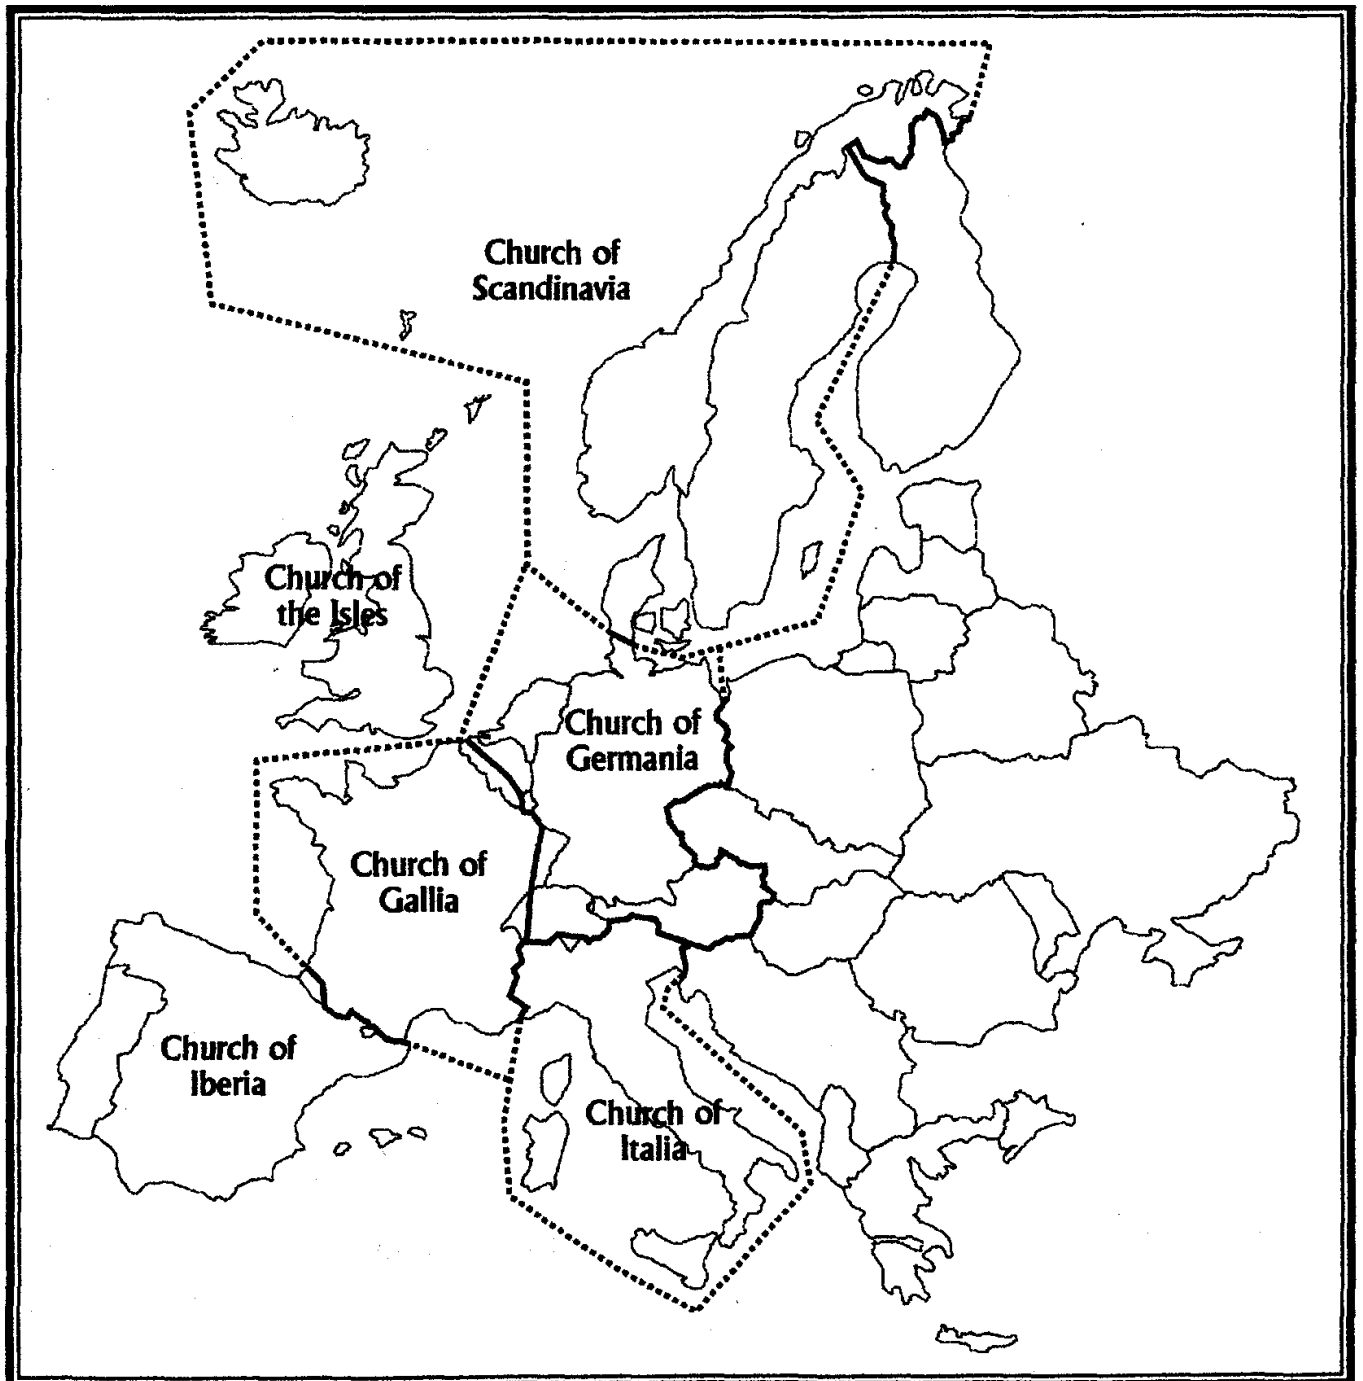 Church of
Scandinavia
Church of
the Isles
Church of
Germania
Church of
Gallia
Church of
Iberia
Church of
Italia